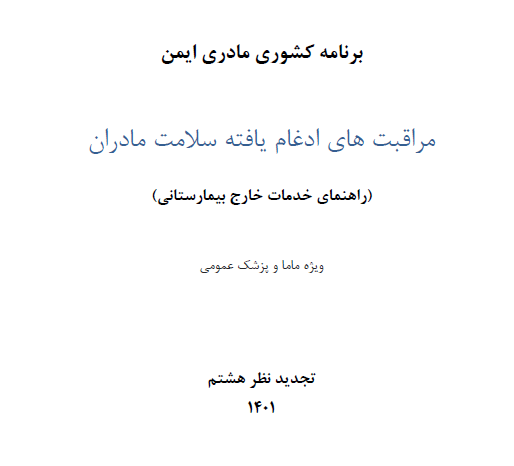 برنامه کشوری مادری ایمن
مراقبت های ادغام یافته سلامت مادران
(راهنمای خدمات خارج بیمارستانی)
ویژه ماما و پزشک عمومی
تجدید نظر هشتم
۱۴۰۱